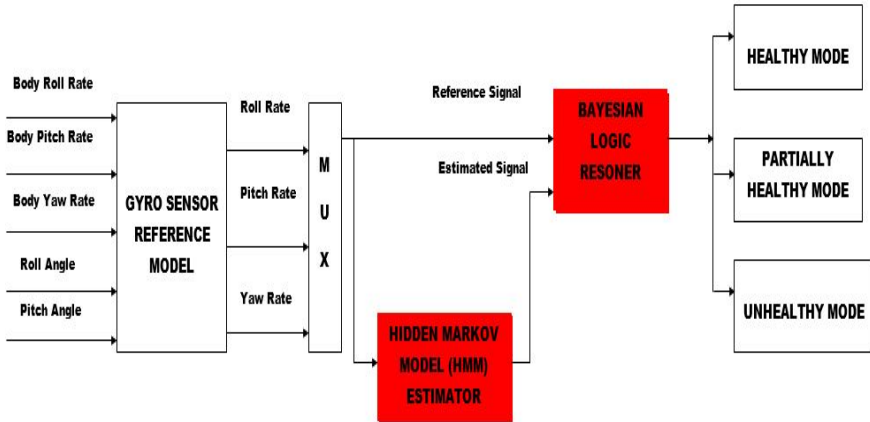 Body Roll Rate
Body Pitch Rate
Body Yaw Rate
Roll Angle
Pitch Angle
GYRO SENSOR
REFERENCE
MODEL
Roll Rate
Pitch Rate
Yaw Rate
M
U
X
Reference Signal
Estimated Signal
HIDDEN MARKOV
MODEL (HMM)
ESTIMATOR
BAYESIAN
LOGIC
RESONER
HEALTHY MODE
PARTIALLY
HEALTHY MODE
UNHEALTHY MODE